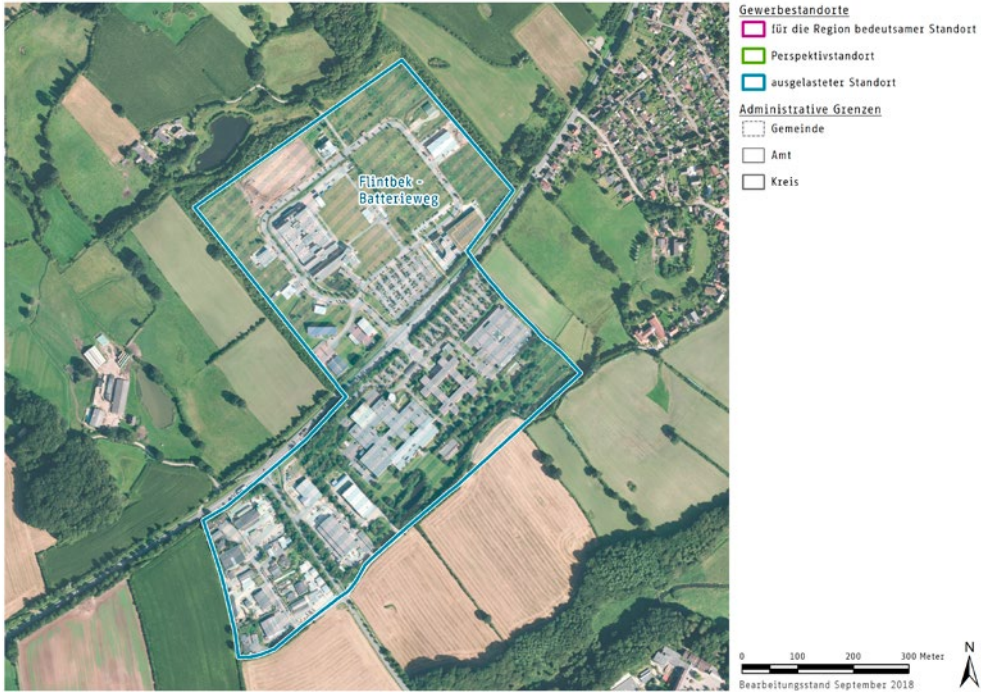 Gewerbestandorte
für die Region bedeutsamer Standort
Perspektivstandort
ausgelasteter Standort
Administrative Grenzen
Gemeinde
Amt
Kreis
Flintbek -
Batterieweg
0 100 200 300 Meter
N
Bearbeitungsstand September 2018